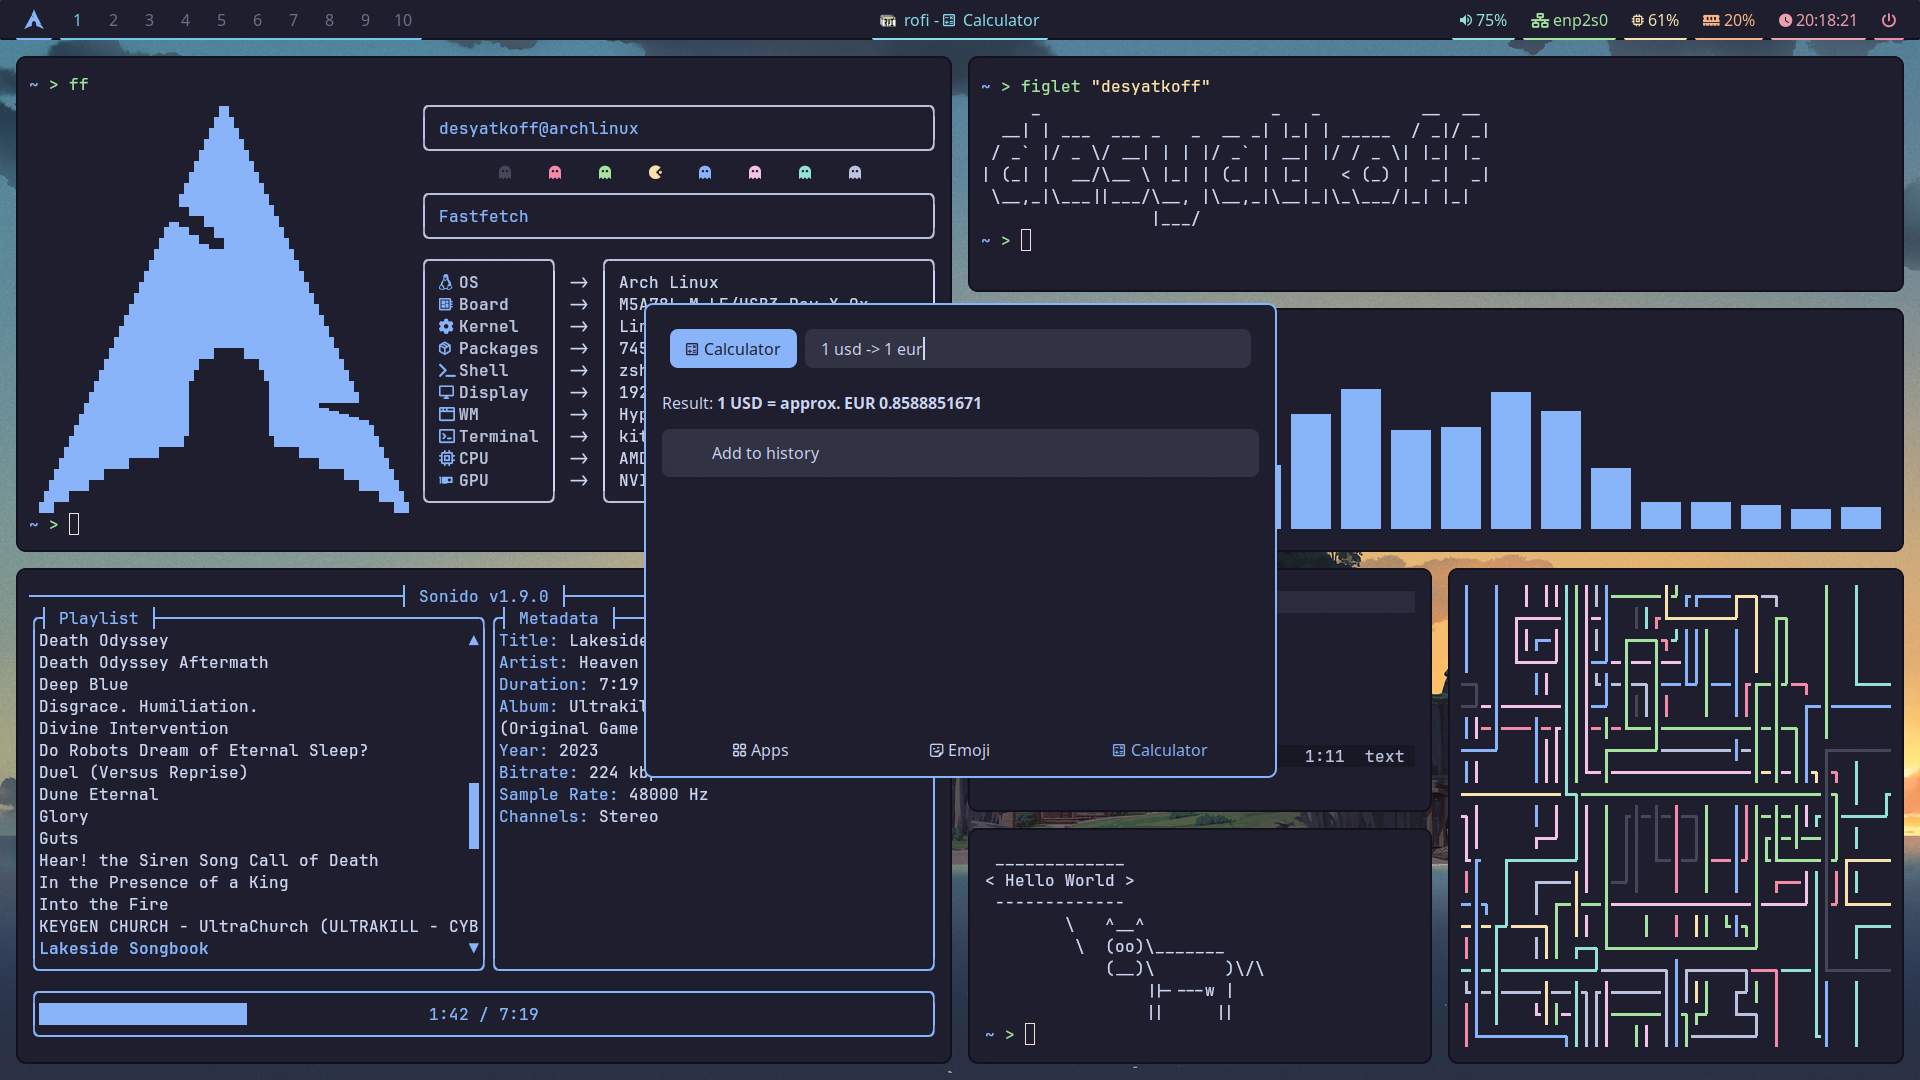 1 2 3 4 5 6 7 8 9 10
rofi - Calculator
75% enp2s0 61% 20% 20:18:21
~ > ff
desyatkoff@archlinux
Fastfetch
OS → Arch Linux
Board →
Kernel → Lin
Packages → 745
Shell → zsh
Display → 192
WM → Hyp
Terminal → kit
CPU → AMD
GPU → NVI
~ >
~ > figlet "desyatkoff"
desyatkoff
~ >
Calculator
1 usd -> 1 eur
Result: 1 USD = approx. EUR 0.8588851671
Add to history
Apps
Emoji
Calculator
Sonido v1.9.0
Playlist
Death Odyssey
Death Odyssey Aftermath
Deep Blue
Disgrace. Humiliation.
Divine Intervention
Do Robots Dream of Eternal Sleep?
Duel (Versus Reprise)
Dune Eternal
Glory
Guts
Hear! the Siren Song Call of Death
In the Presence of a King
Into the Fire
KEYGEN CHURCH - UltraChurch (ULTRAKILL - CYB
Lakeside Songbook
Metadata
Title: Lakeside
Artist: Heaven
Duration: 7:19
Album: Ultrakil
(Original Game
Year: 2023
Bitrate: 224 kbp
Sample Rate: 48000 Hz
Channels: Stereo
1:42 / 7:19
1:11 text
< Hello World >
~ >